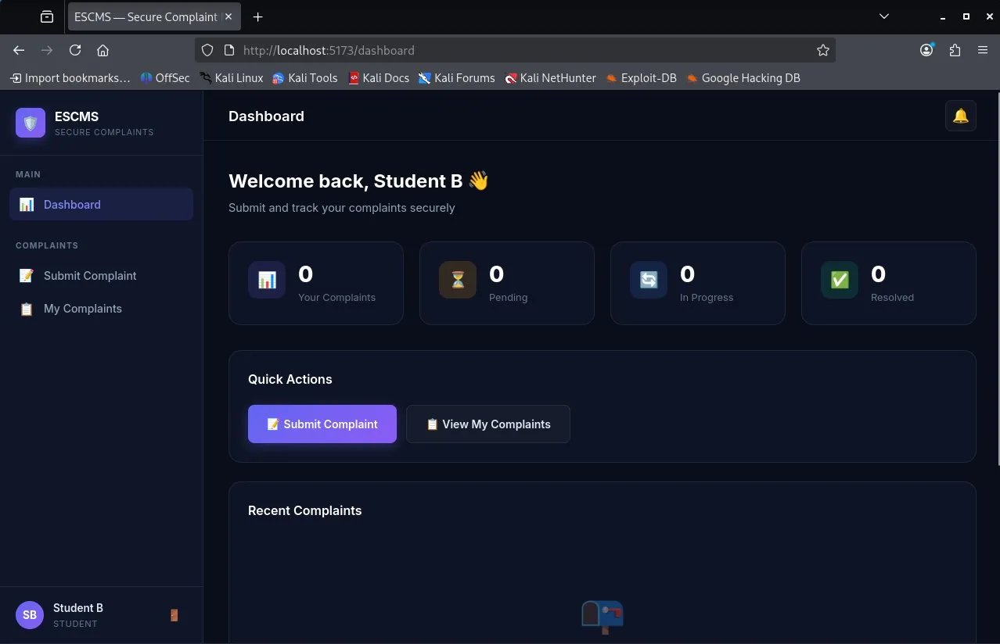 ESCMS — Secure Complaint
http://localhost:5173/dashboard
Import bookmarks... OffSec Kali Linux Kali Tools Kali Docs Kali Forums Kali NetHunter Exploit-DB Google Hacking DB
ESCMS
SECURE COMPLAINTS
Dashboard
MAIN
Dashboard
COMPLAINTS
Submit Complaint
My Complaints
Welcome back, Student B 👋
Submit and track your complaints securely
0
Your Complaints
0
Pending
0
In Progress
0
Resolved
Quick Actions
Submit Complaint
View My Complaints
Recent Complaints
SB
Student B
STUDENT